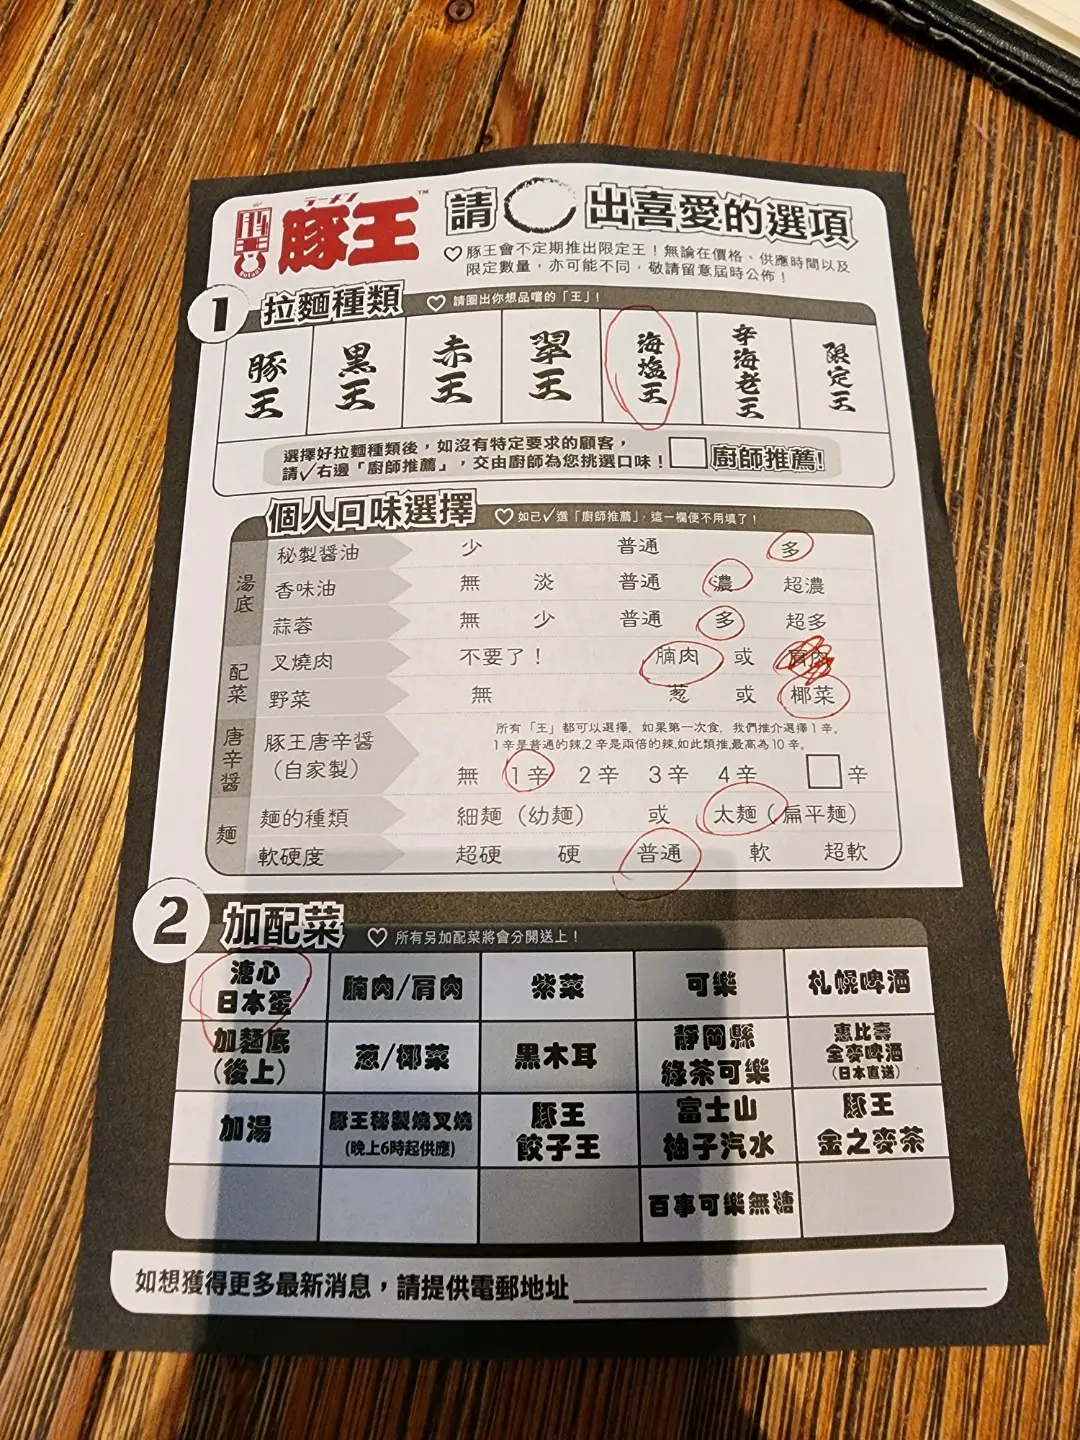 ラーメン
豚王™
Butao
請 出喜愛的選項
♡豚王會不定期推出限定王！無論在價格、供應時間以及
限定數量，亦可能不同，敬請留意屆時公佈！
1 拉麵種類 ♡ 請圈出你想品嚐的「王」！
豚王 黑王 赤王 翠王 海塩王 辛海老王 限定王
選擇好拉麵種類後，如沒有特定要求的顧客，
請✓右邊「廚師推薦」，交由廚師為您挑選口味！ 廚師推薦!
個人口味選擇 ♡ 如已✓選「廚師推薦」，這一欄便不用填了！
湯底
秘製醬油 少 普通 多
香味油 無 淡 普通 濃 超濃
蒜蓉 無 少 普通 多 超多
配菜
叉燒肉 不要了！ 腩肉 或 肩肉
野菜 無 葱 或 椰菜
唐辛醬
豚王唐辛醬
（自家製）
所有「王」都可以選擇，如果第一次食，我們推介選擇1辛。
1辛是普通的辣,2辛是兩倍的辣,如此類推,最高為10辛。
無 1辛 2辛 3辛 4辛 辛
麵
麵的種類 細麵（幼麵） 或 太麵（扁平麵）
軟硬度 超硬 硬 普通 軟 超軟
2 加配菜 ♡ 所有另加配菜將會分開送上！
溏心
日本蛋
腩肉/肩肉
紫菜
可樂
札幌啤酒
加麵底
（後上）
葱/椰菜
黑木耳
靜岡縣
綠茶可樂
惠比壽
全麥啤酒
(日本直送)
加湯
豚王秘製燒叉燒
(晚上6時起供應)
豚王
餃子王
富士山
柚子汽水
豚王
金之麥茶
百事可樂無糖
如想獲得更多最新消息，請提供電郵地址